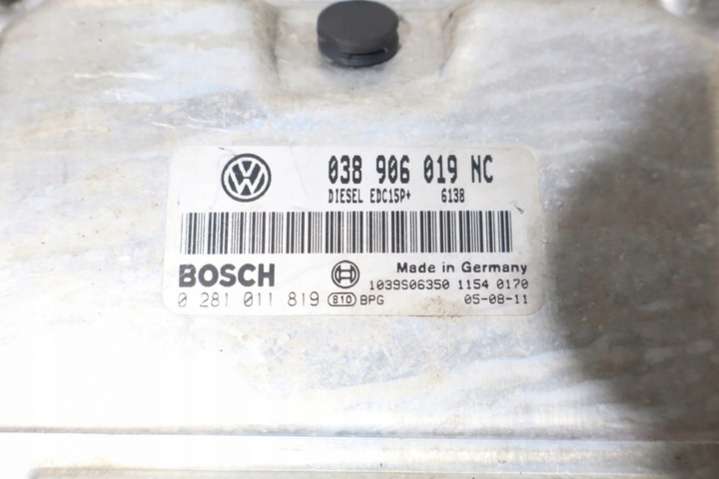 038 906 019 NC
DIESEL EDC15P+ 6138
BOSCH
Made in Germany
1039S06350 1154 0170
0 281 011 819 810 BPG 05-08-11